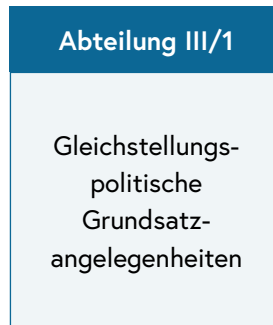 Abteilung III/1
Gleichstellungs-
politische
Grundsatz-
angelegenheiten